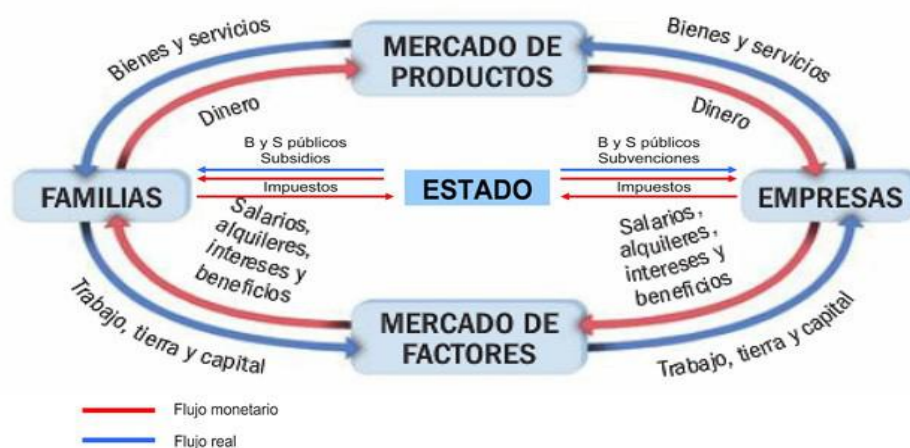 Bienes y servicios
MERCADO DE
PRODUCTOS
Bienes y servicios
Dinero
Dinero
B y S públicos
Subsidios
B y S públicos
Subvenciones
FAMILIAS
Impuestos
ESTADO
Impuestos
EMPRESAS
Salarios,
alquileres,
intereses y
beneficios
Salarios,
alquileres,
intereses y
beneficios
Trabajo, tierra y capital
MERCADO DE
FACTORES
Trabajo, tierra y capital
Flujo monetario
Flujo real